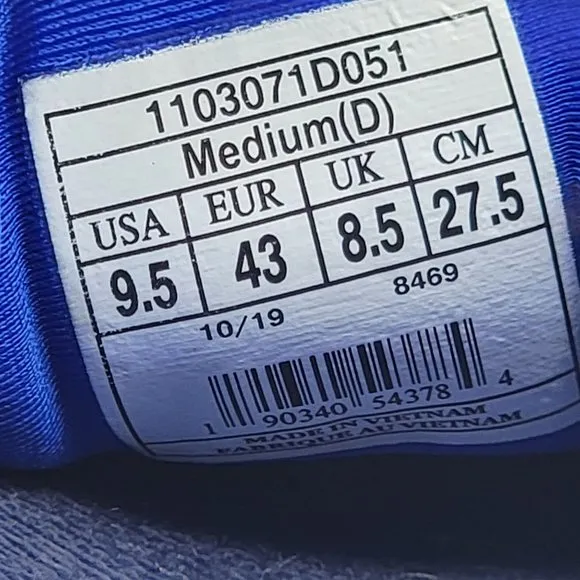 1103071D051
Medium(D)
USA EUR UK CM
9.5 43 8.5 27.5
10/19 8469
1 90340 54378 4
MADE IN VIETNAM
FABRIQUE AU VIETNAM